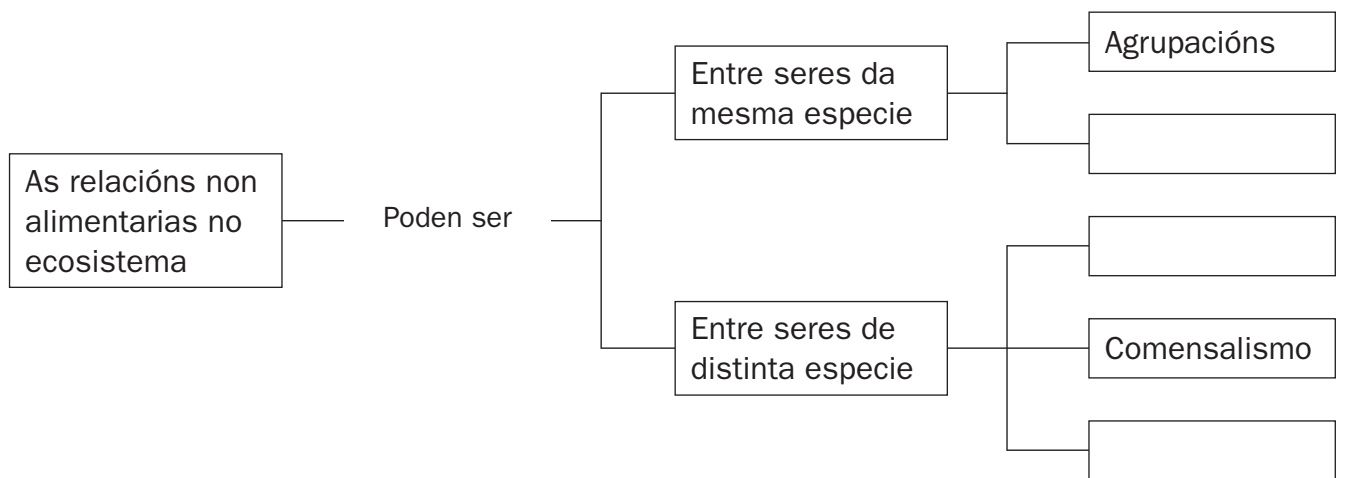 As relacións non
alimentarias no
ecosistema
Poden ser
Entre seres da
mesma especie
Agrupacións
Entre seres de
distinta especie
Comensalismo